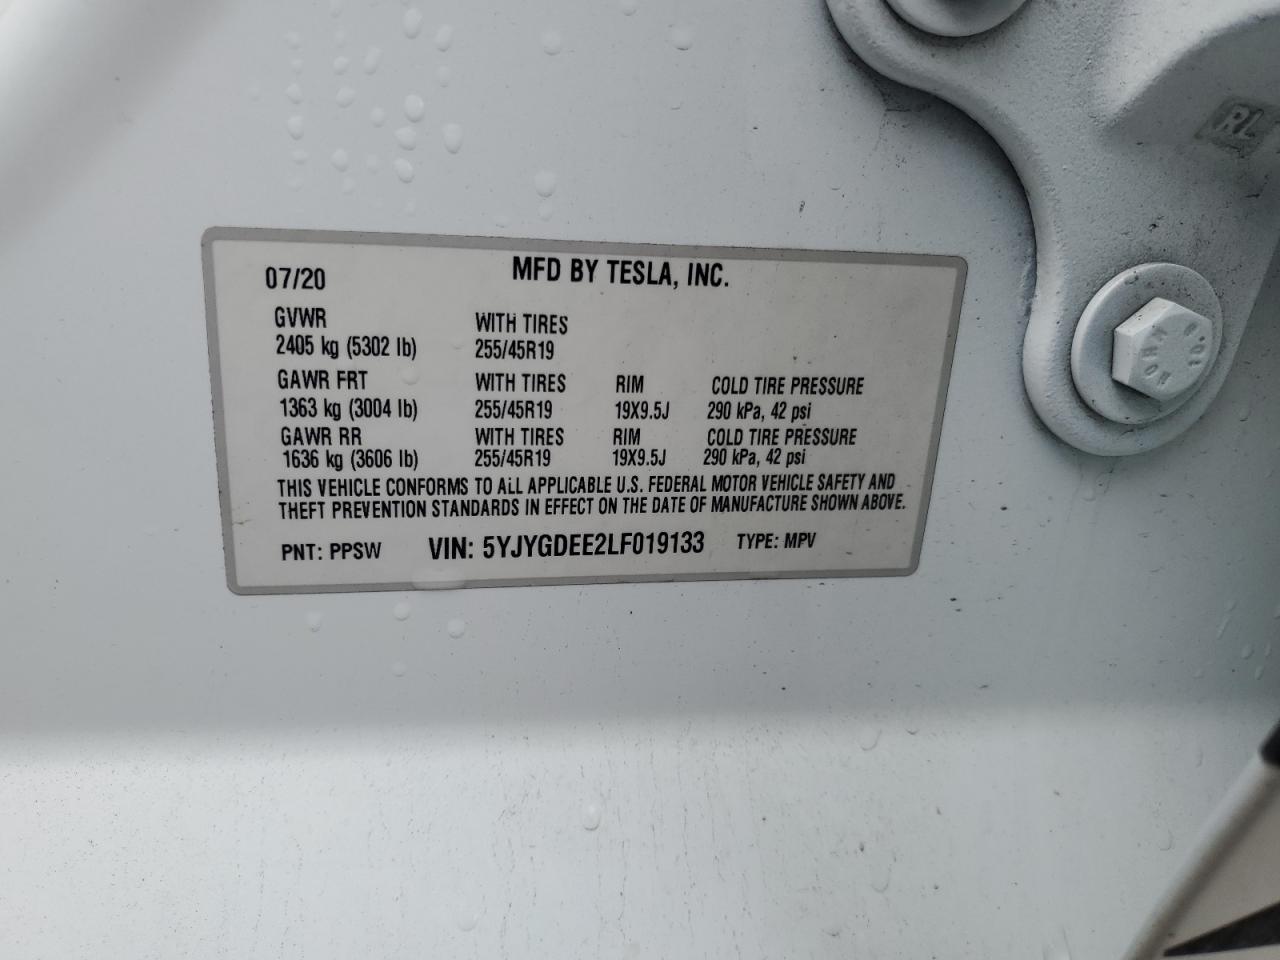 07/20 MFD BY TESLA, INC.
GVWR WITH TIRES
2405 kg (5302 lb) 255/45R19
GAWR FRT WITH TIRES RIM COLD TIRE PRESSURE
1363 kg (3004 lb) 255/45R19 19X9.5J 290 kPa, 42 psi
GAWR RR WITH TIRES RIM COLD TIRE PRESSURE
1636 kg (3606 lb) 255/45R19 19X9.5J 290 kPa, 42 psi
THIS VEHICLE CONFORMS TO ALL APPLICABLE U.S. FEDERAL MOTOR VEHICLE SAFETY AND
THEFT PREVENTION STANDARDS IN EFFECT ON THE DATE OF MANUFACTURE SHOWN ABOVE.
PNT: PPSW VIN: 5YJYGDEE2LF019133 TYPE: MPV
RL
10.9
NOHKA